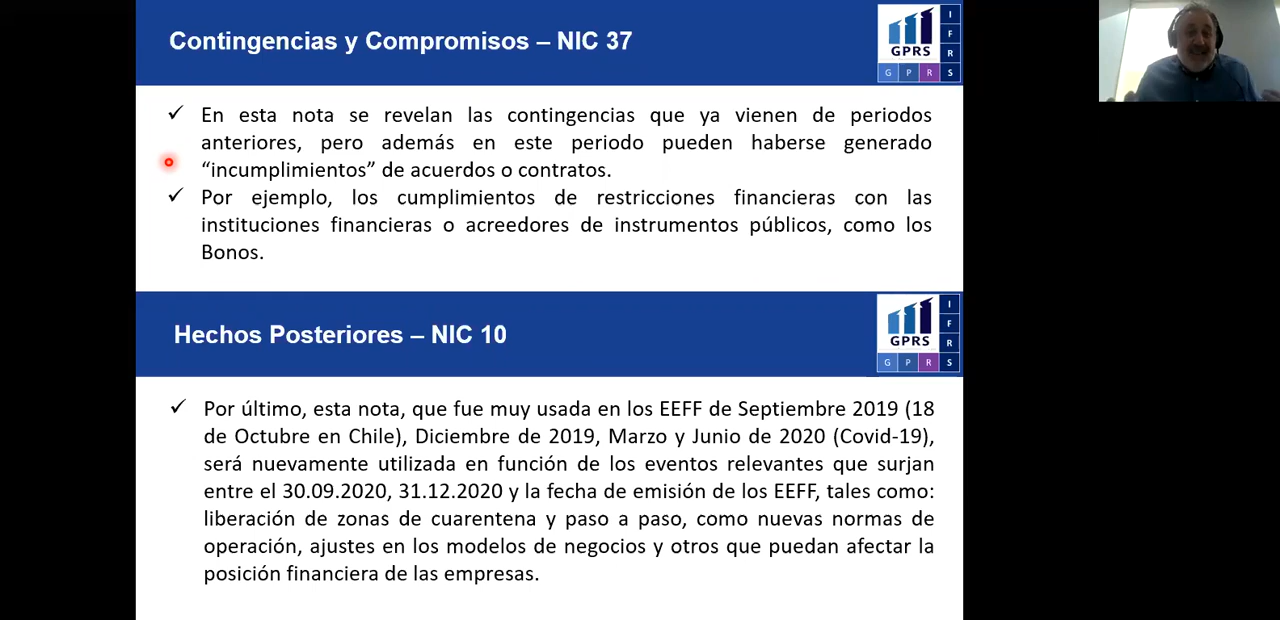 Contingencias y Compromisos – NIC 37
GPRS
G P R S
I
F
R
✓ En esta nota se revelan las contingencias que ya vienen de periodos
anteriores, pero además en este periodo pueden haberse generado
“incumplimientos” de acuerdos o contratos.
✓ Por ejemplo, los cumplimientos de restricciones financieras con las
instituciones financieras o acreedores de instrumentos públicos, como los
Bonos.
Hechos Posteriores – NIC 10
GPRS
G P R S
I
F
R
✓ Por último, esta nota, que fue muy usada en los EEFF de Septiembre 2019 (18
de Octubre en Chile), Diciembre de 2019, Marzo y Junio de 2020 (Covid-19),
será nuevamente utilizada en función de los eventos relevantes que surjan
entre el 30.09.2020, 31.12.2020 y la fecha de emisión de los EEFF, tales como:
liberación de zonas de cuarentena y paso a paso, como nuevas normas de
operación, ajustes en los modelos de negocios y otros que puedan afectar la
posición financiera de las empresas.